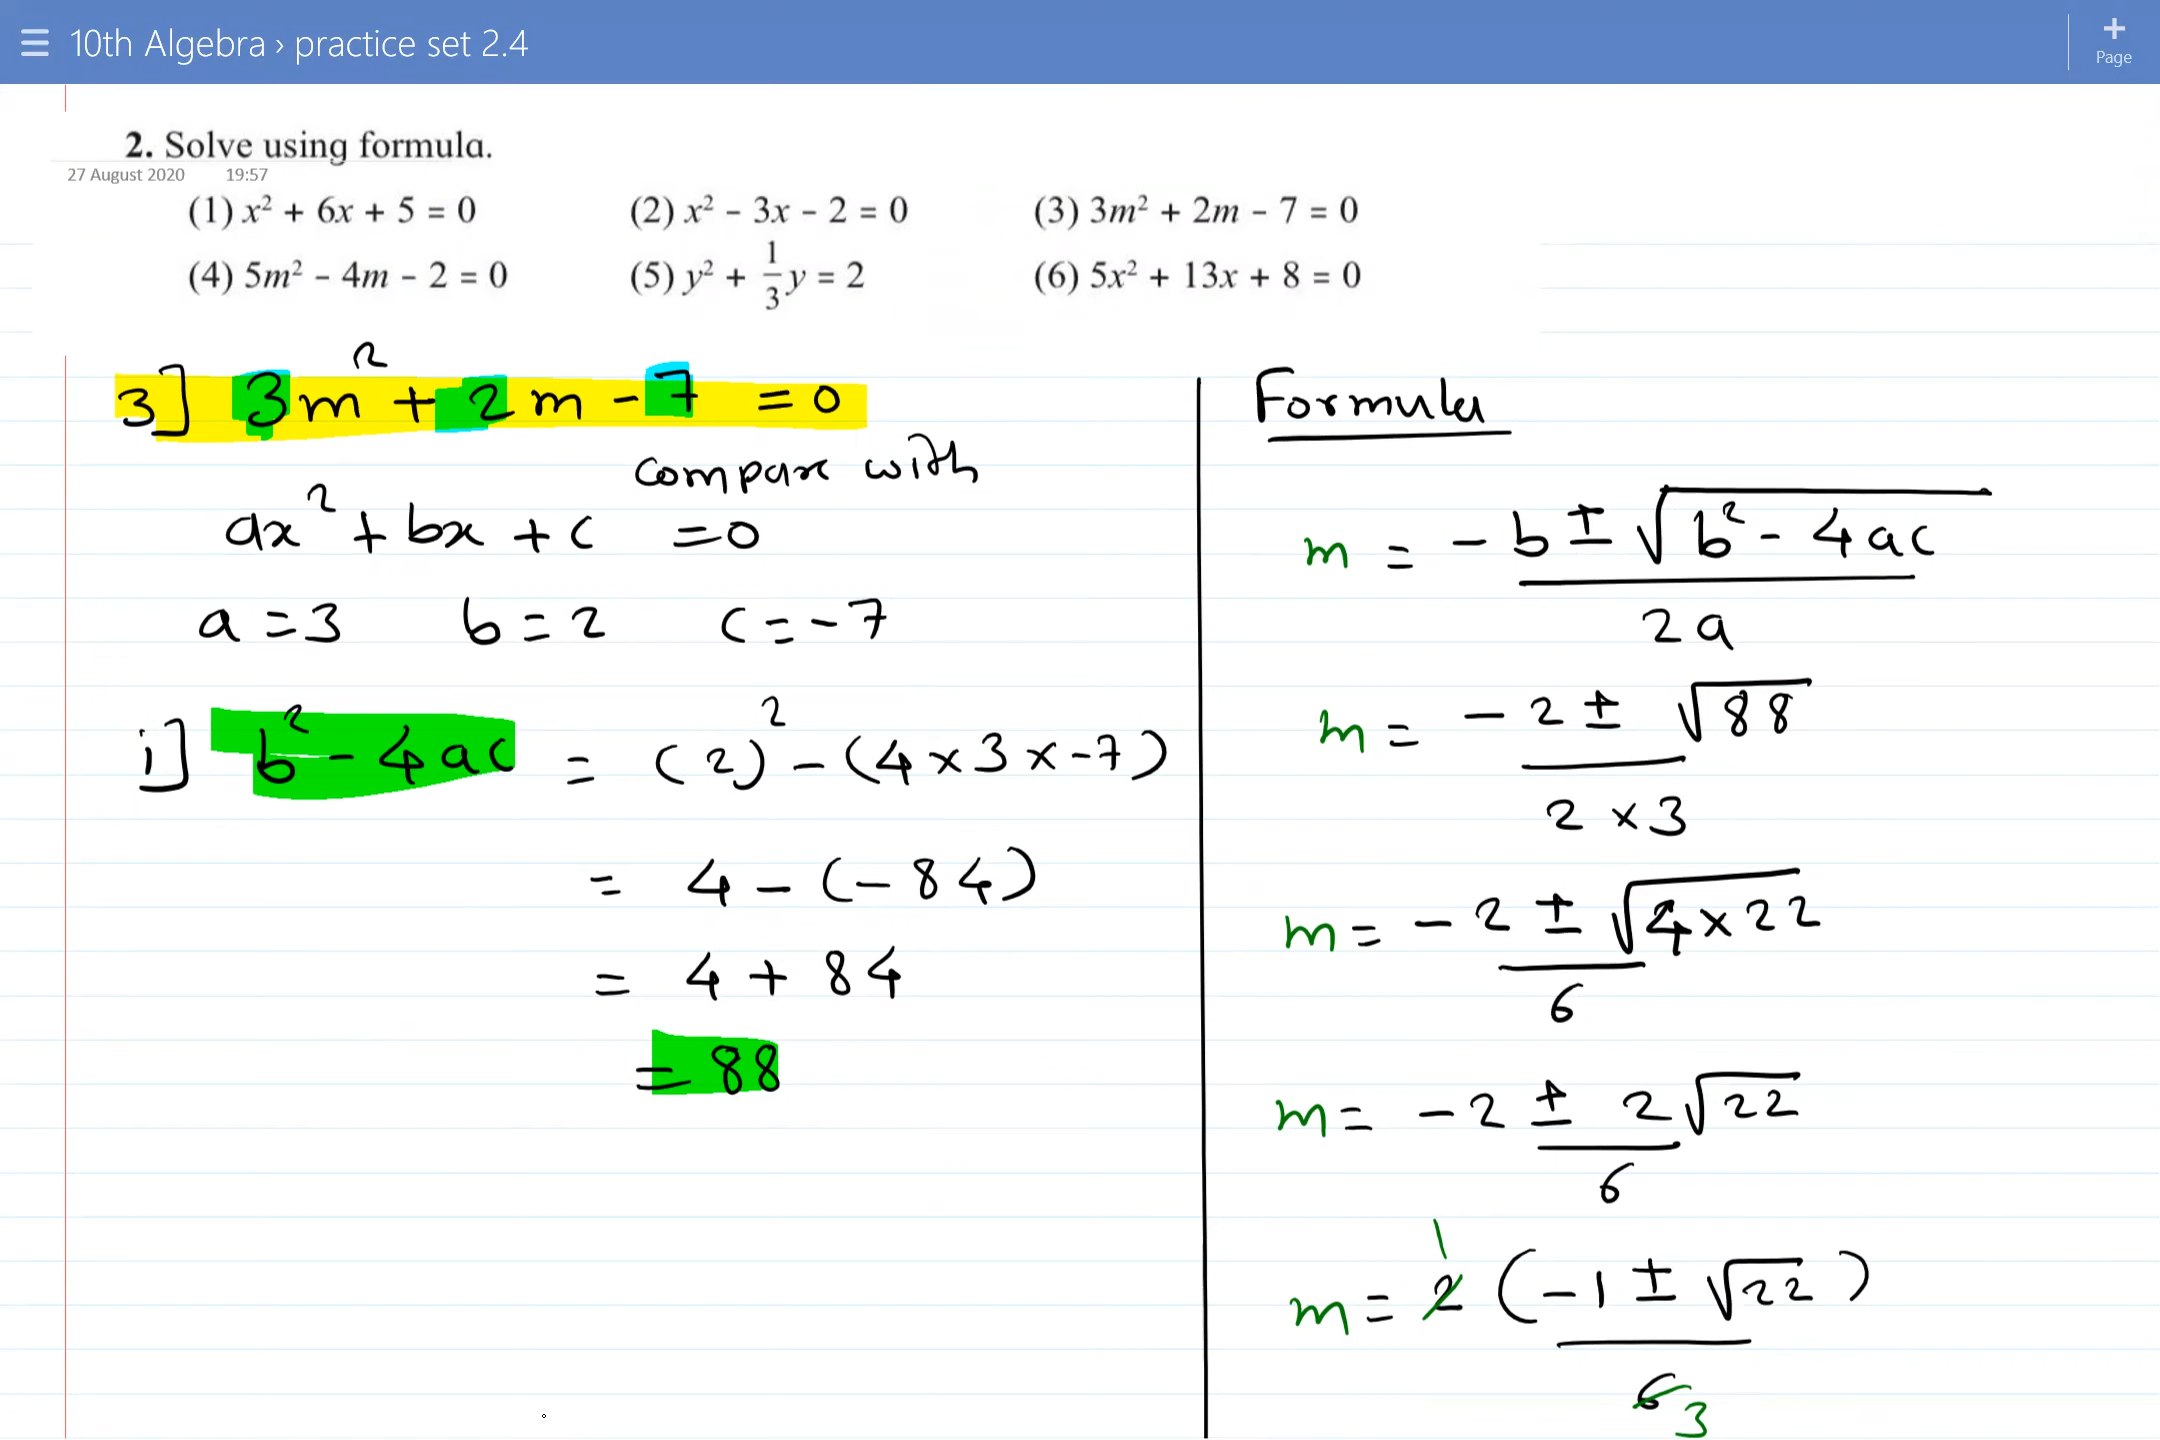 10th Algebra › practice set 2.4
+
Page
2. Solve using formula.
27 August 2020 19:57
(1) x² + 6x + 5 = 0 (2) x² − 3x − 2 = 0 (3) 3m² + 2m − 7 = 0
(4) 5m² − 4m − 2 = 0 (5) y² + 1/3 y = 2 (6) 5x² + 13x + 8 = 0
3] 3m² + 2m − 7 = 0
compare with
ax² + bx + c = 0
a = 3 b = 2 c = −7
i] b² − 4ac = (2)² − (4 × 3 × −7)
= 4 − (−84)
= 4 + 84
= 88
Formula
m = −b ± √b² − 4ac
2a
m = −2 ± √88
2 × 3
m = −2 ± √4 × 22
6
m = −2 ± 2√22
6
1
m = 2 (−1 ± √22)
6 3